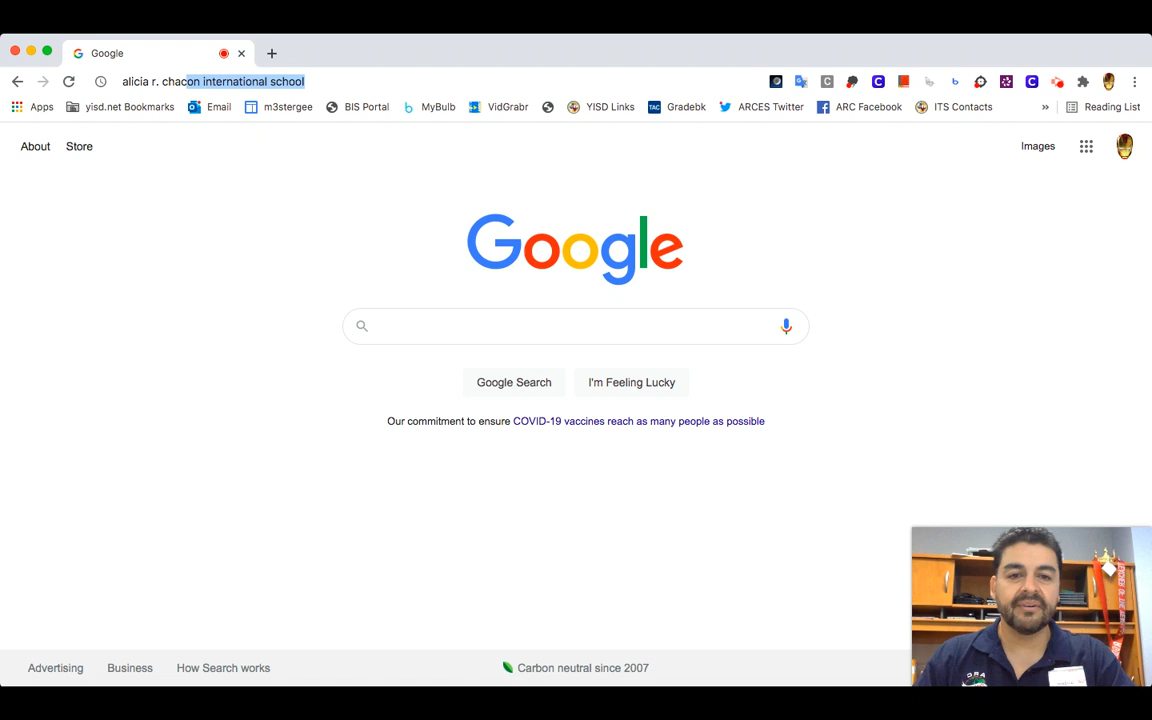 Google
alicia r. chacon international school
Apps yisd.net Bookmarks Email m3stergee BIS Portal MyBulb VidGrabr YISD Links TAC Gradebk ARCES Twitter ARC Facebook ITS Contacts » Reading List
About Store Images
Google
Google Search I'm Feeling Lucky
Our commitment to ensure COVID-19 vaccines reach as many people as possible
Advertising Business How Search works Carbon neutral since 2007